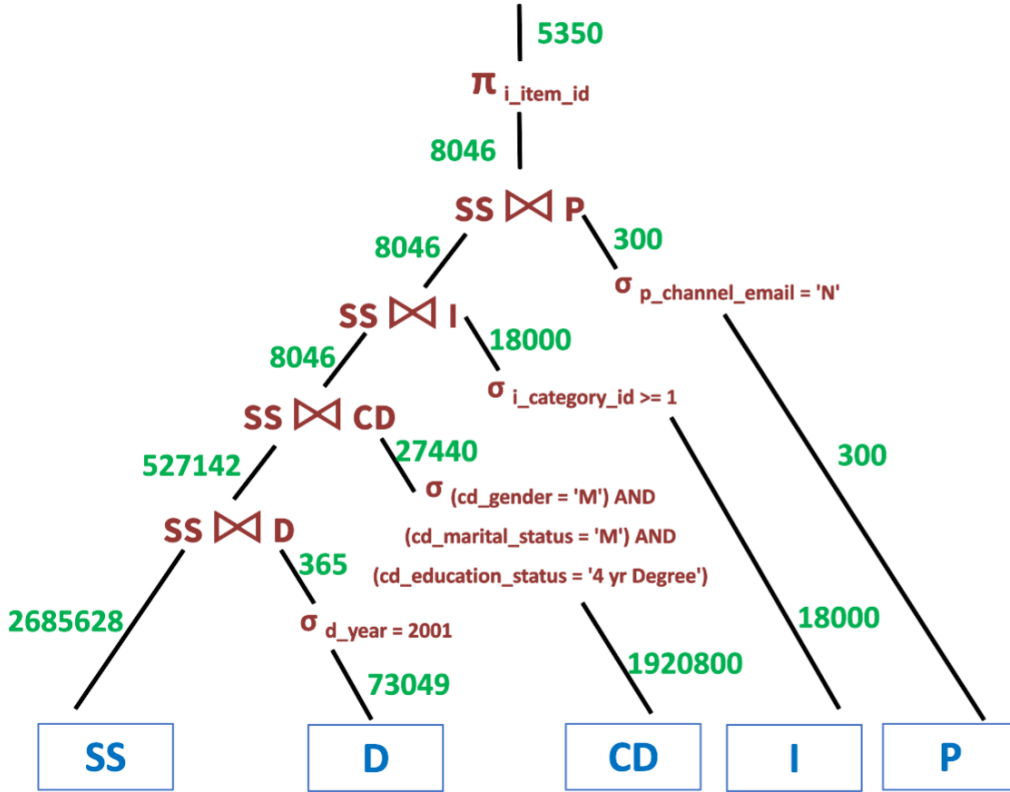 5350
π i_item_id
8046
SS ⋈ P
8046
300
σ p_channel_email = 'N'
SS ⋈ I
8046
18000
σ i_category_id >= 1
SS ⋈ CD
527142
27440
300
σ (cd_gender = 'M') AND
(cd_marital_status = 'M') AND
(cd_education_status = '4 yr Degree')
SS ⋈ D
365
2685628
σ d_year = 2001
18000
1920800
73049
SS
D
CD
I
P